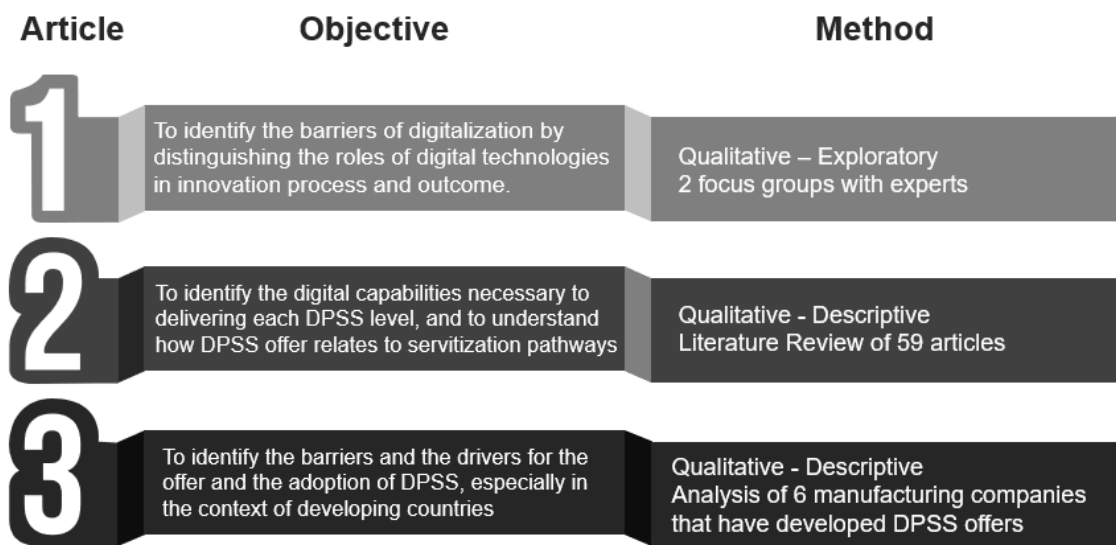 Article Objective Method
1
To identify the barriers of digitalization by
distinguishing the roles of digital technologies
in innovation process and outcome.
Qualitative – Exploratory
2 focus groups with experts
2
To identify the digital capabilities necessary to
delivering each DPSS level, and to understand
how DPSS offer relates to servitization pathways
Qualitative - Descriptive
Literature Review of 59 articles
3
To identify the barriers and the drivers for the
offer and the adoption of DPSS, especially in
the context of developing countries
Qualitative - Descriptive
Analysis of 6 manufacturing companies
that have developed DPSS offers